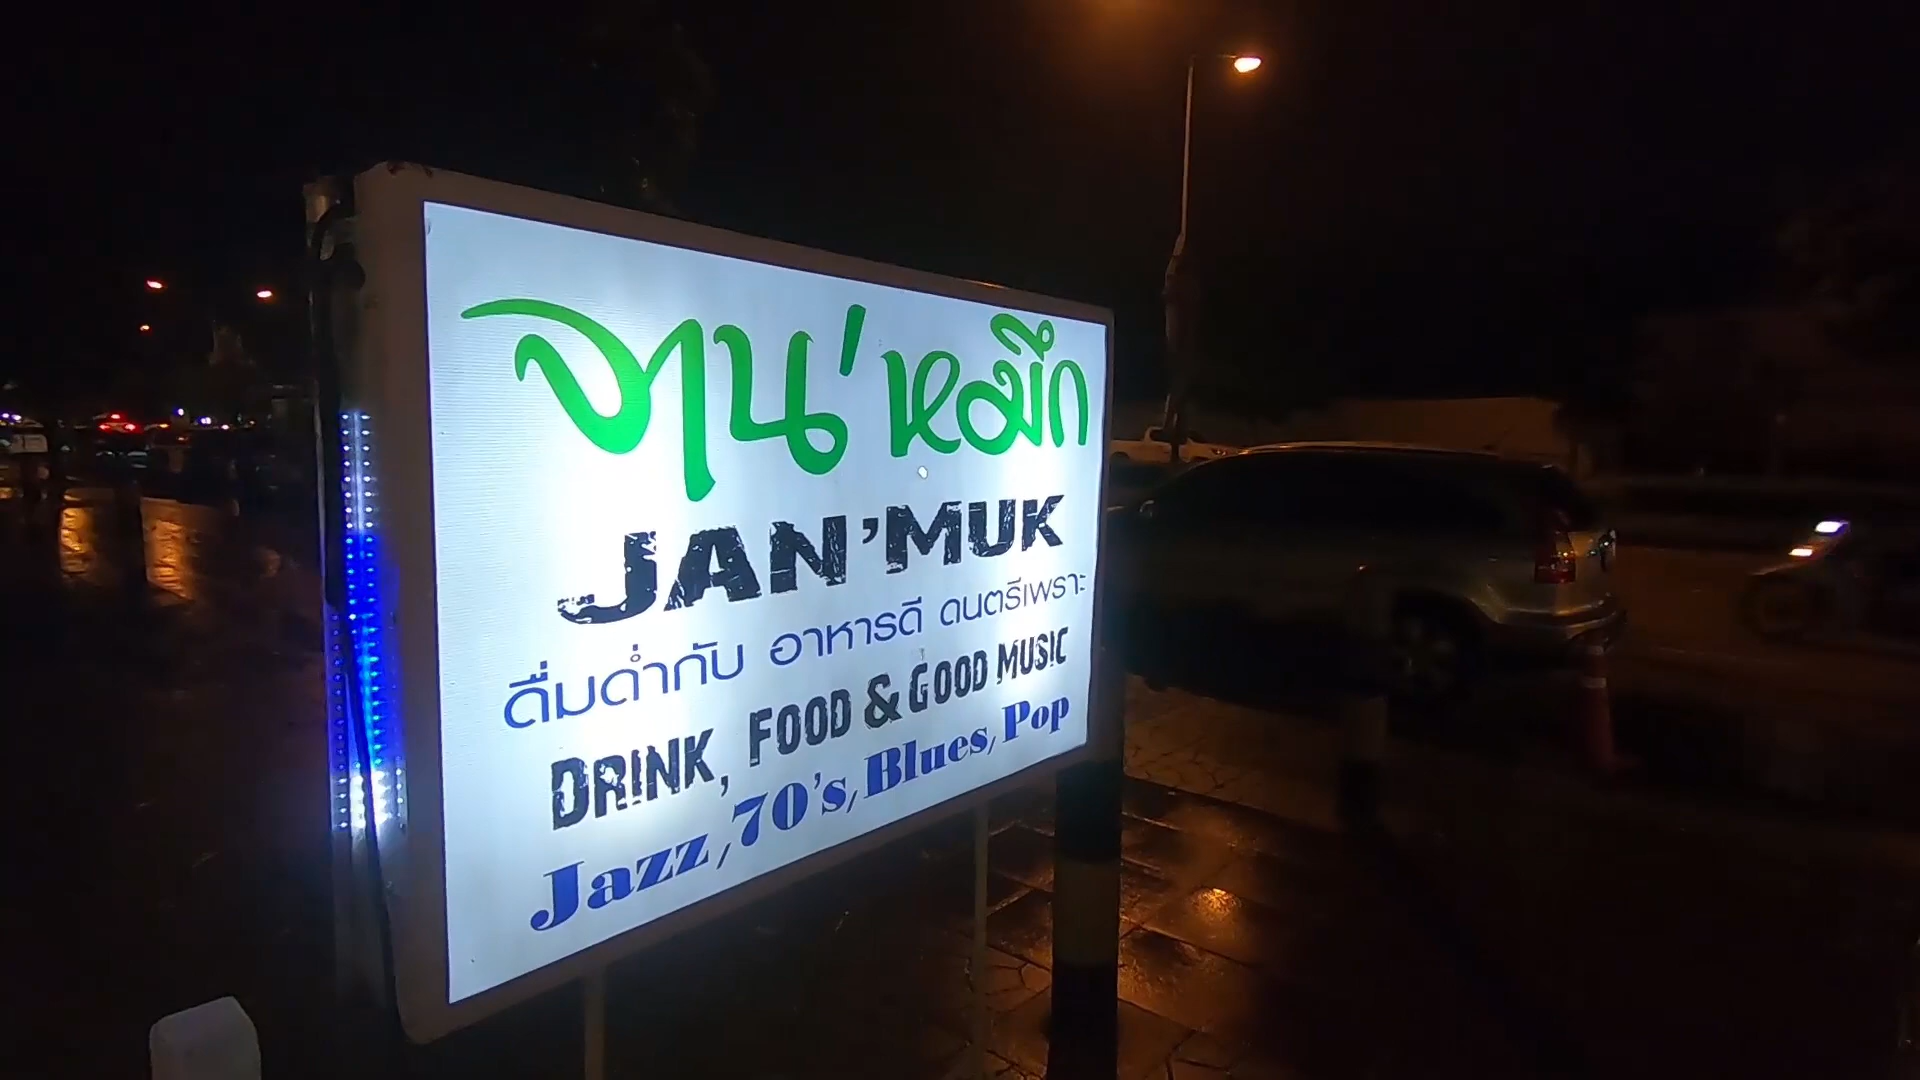 จาน'หมึก
JAN'MUK
ดื่มด่ำกับ อาหารดี ดนตรีเพราะ
DRINK, FOOD & GOOD MUSIC
Jazz,70's,Blues,Pop